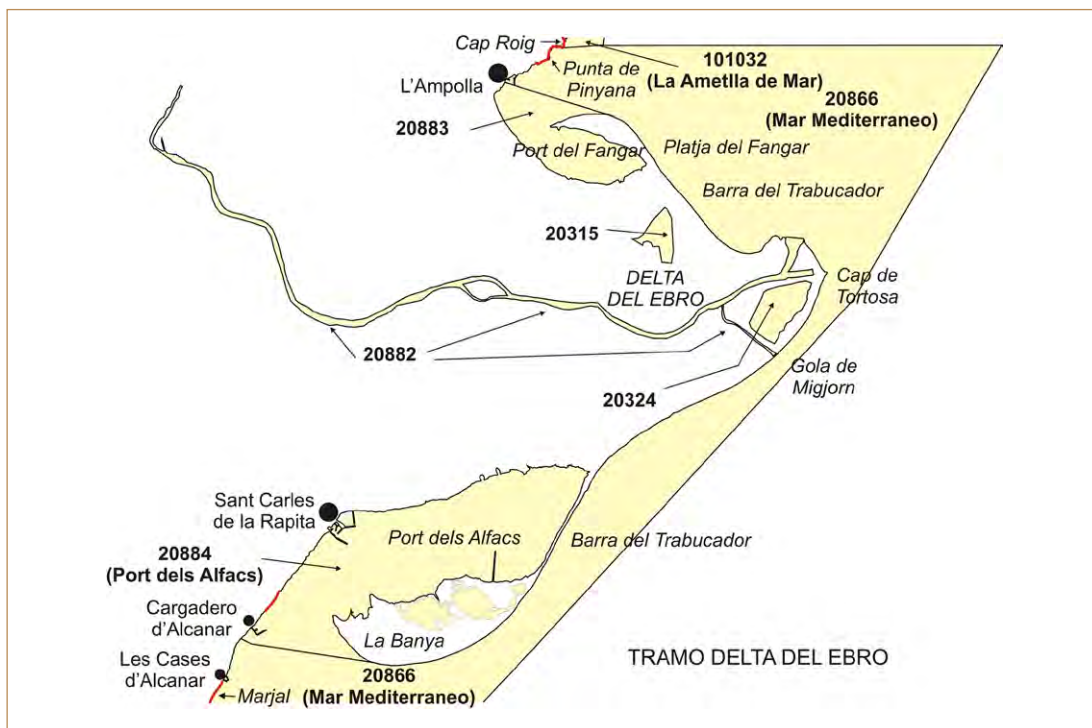 Cap Roig
L'Ampolla
Punta de
Pinyana
101032
(La Ametlla de Mar)
20866
(Mar Mediterraneo)
20883
Port del Fangar
Platja del Fangar
Barra del Trabucador
20315
DELTA
DEL EBRO
Cap de
Tortosa
20882
Gola de
Migjorn
20324
Sant Carles
de la Rapita
Port dels Alfacs
Barra del Trabucador
20884
(Port dels Alfacs)
Cargadero
d'Alcanar
La Banya
Les Cases
d'Alcanar
Marjal
20866
(Mar Mediterraneo)
TRAMO DELTA DEL EBRO